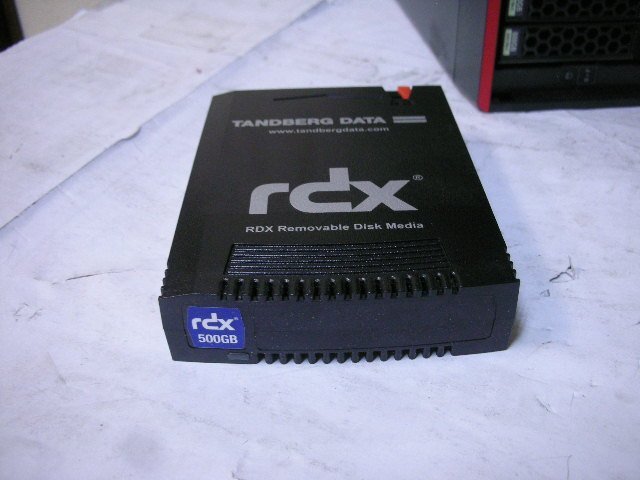 TANDBERG DATA
www.tandbergdata.com
rdx®
RDX Removable Disk Media
rdx®
500GB